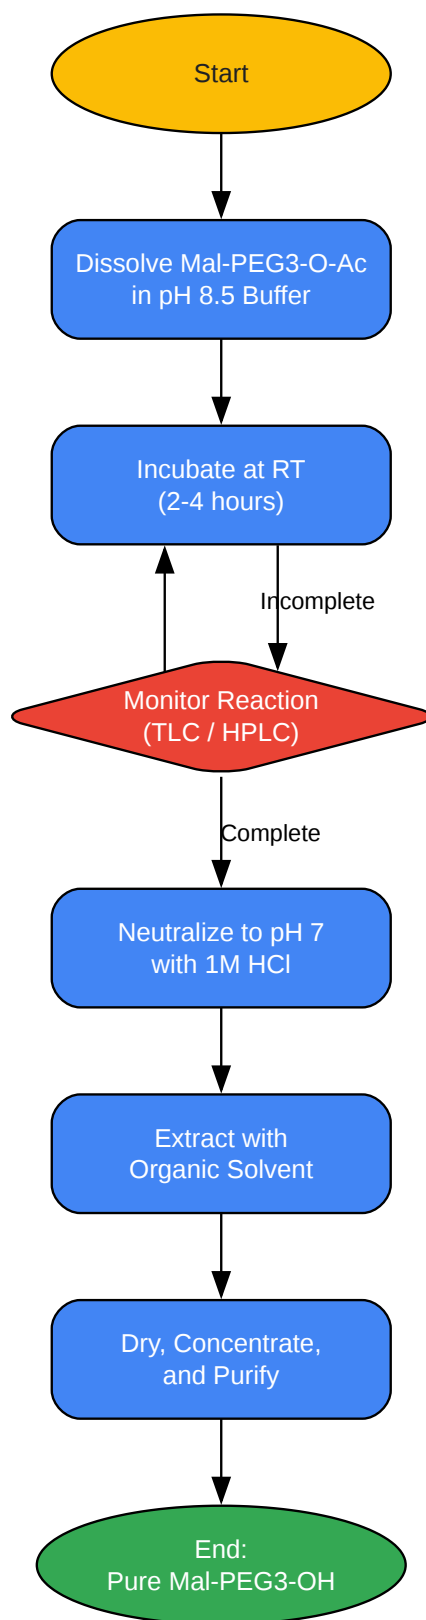 Start
Dissolve Mal-PEG3-O-Ac
in pH 8.5 Buffer
Incubate at RT
(2-4 hours)
Incomplete
Monitor Reaction
(TLC / HPLC)
Complete
Neutralize to pH 7
with 1M HCl
Extract with
Organic Solvent
Dry, Concentrate,
and Purify
End:
Pure Mal-PEG3-OH